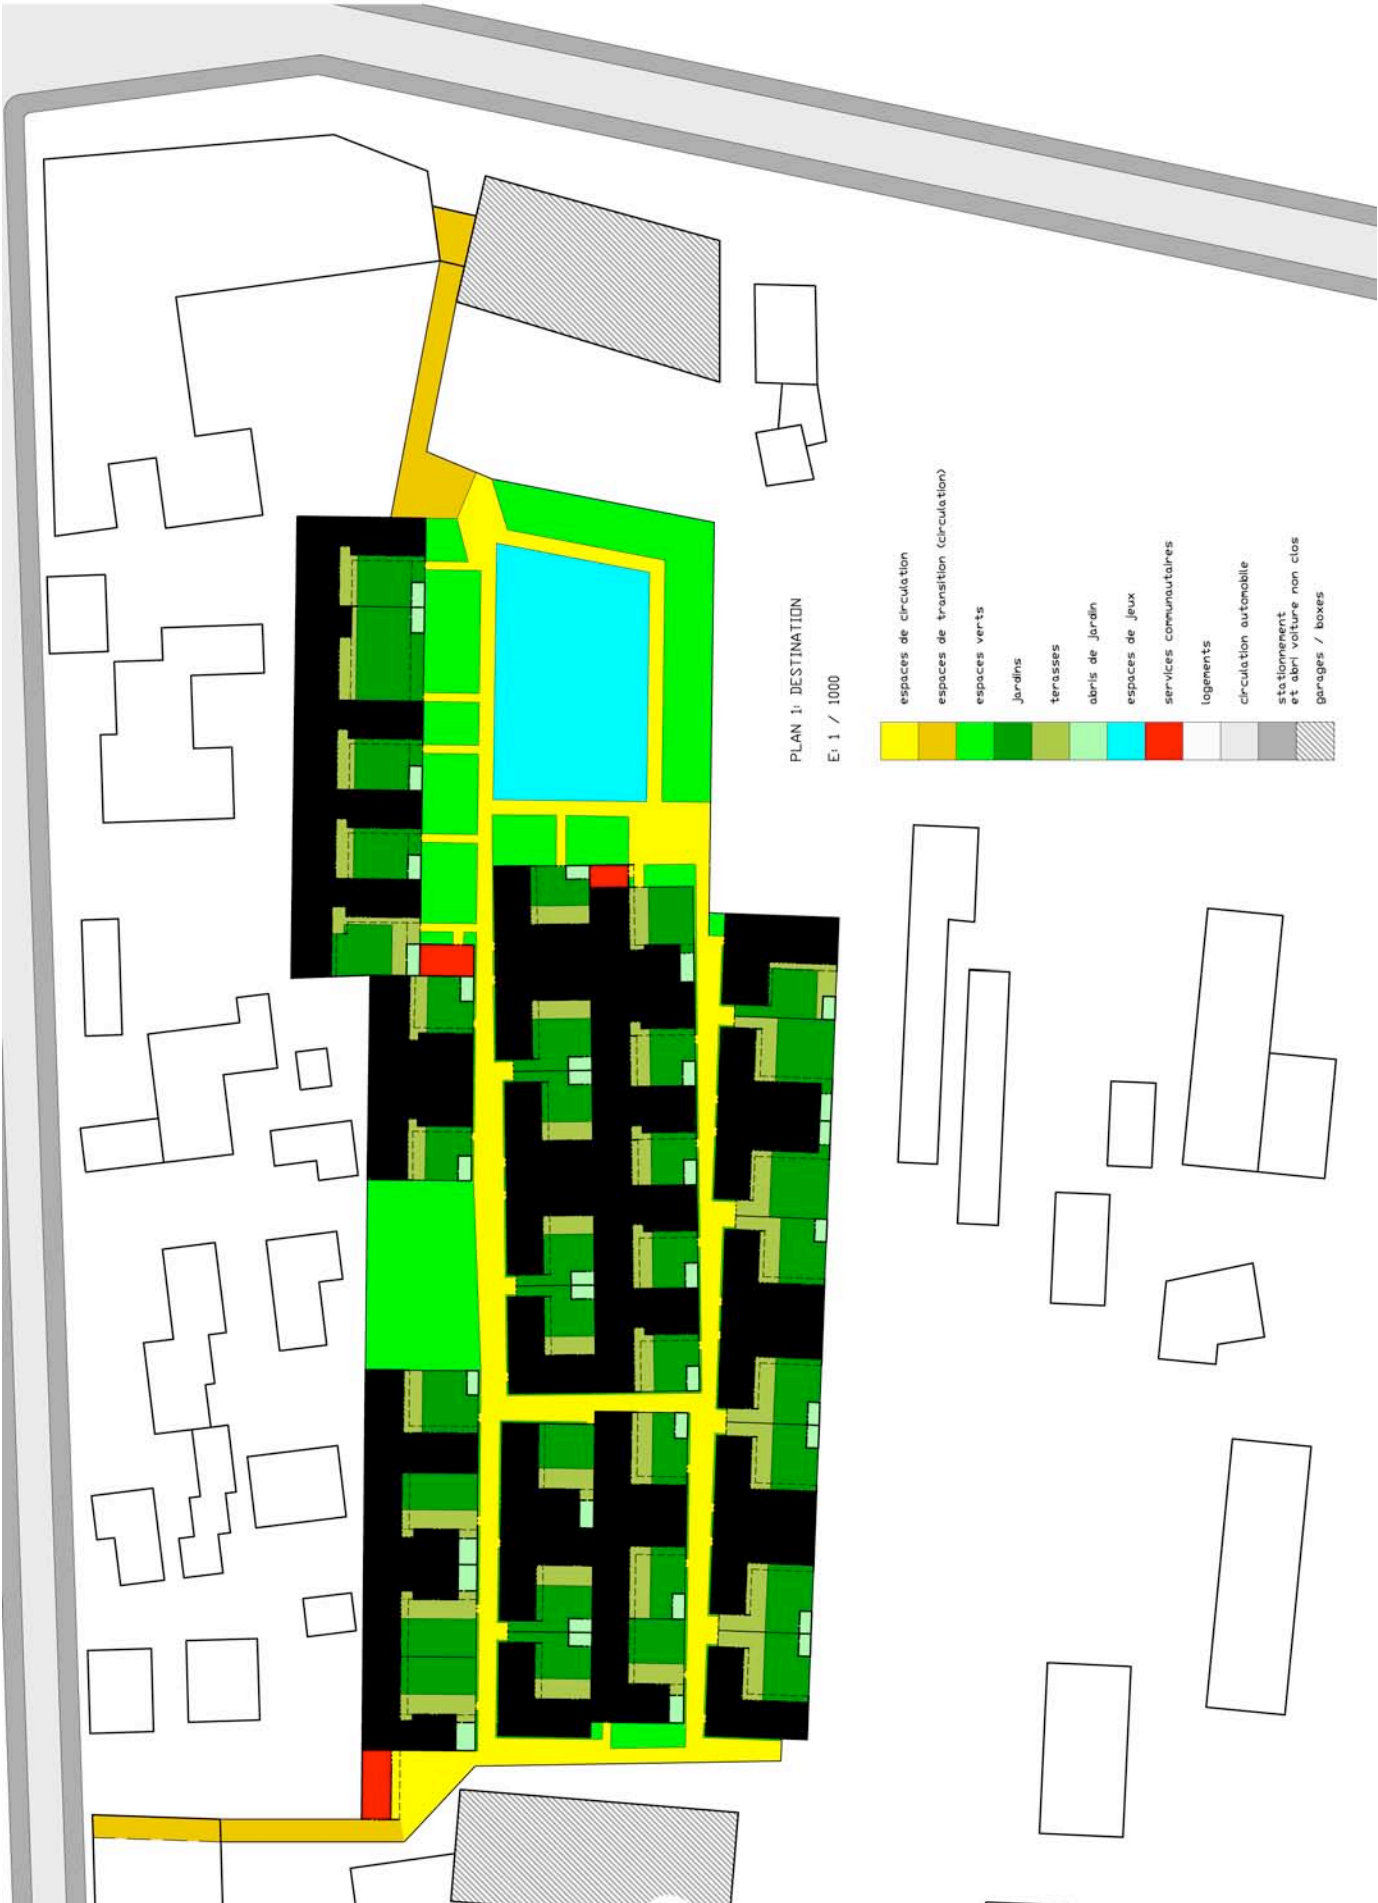 PLAN 1: DESTINATION
E: 1 / 1000
espaces de circulation
espaces de transition (circulation)
espaces verts
jardins
terasses
abris de jardin
espaces de jeux
services communautaires
logements
circulation automobile
stationnement
et abri voiture non clos
garages / boxes